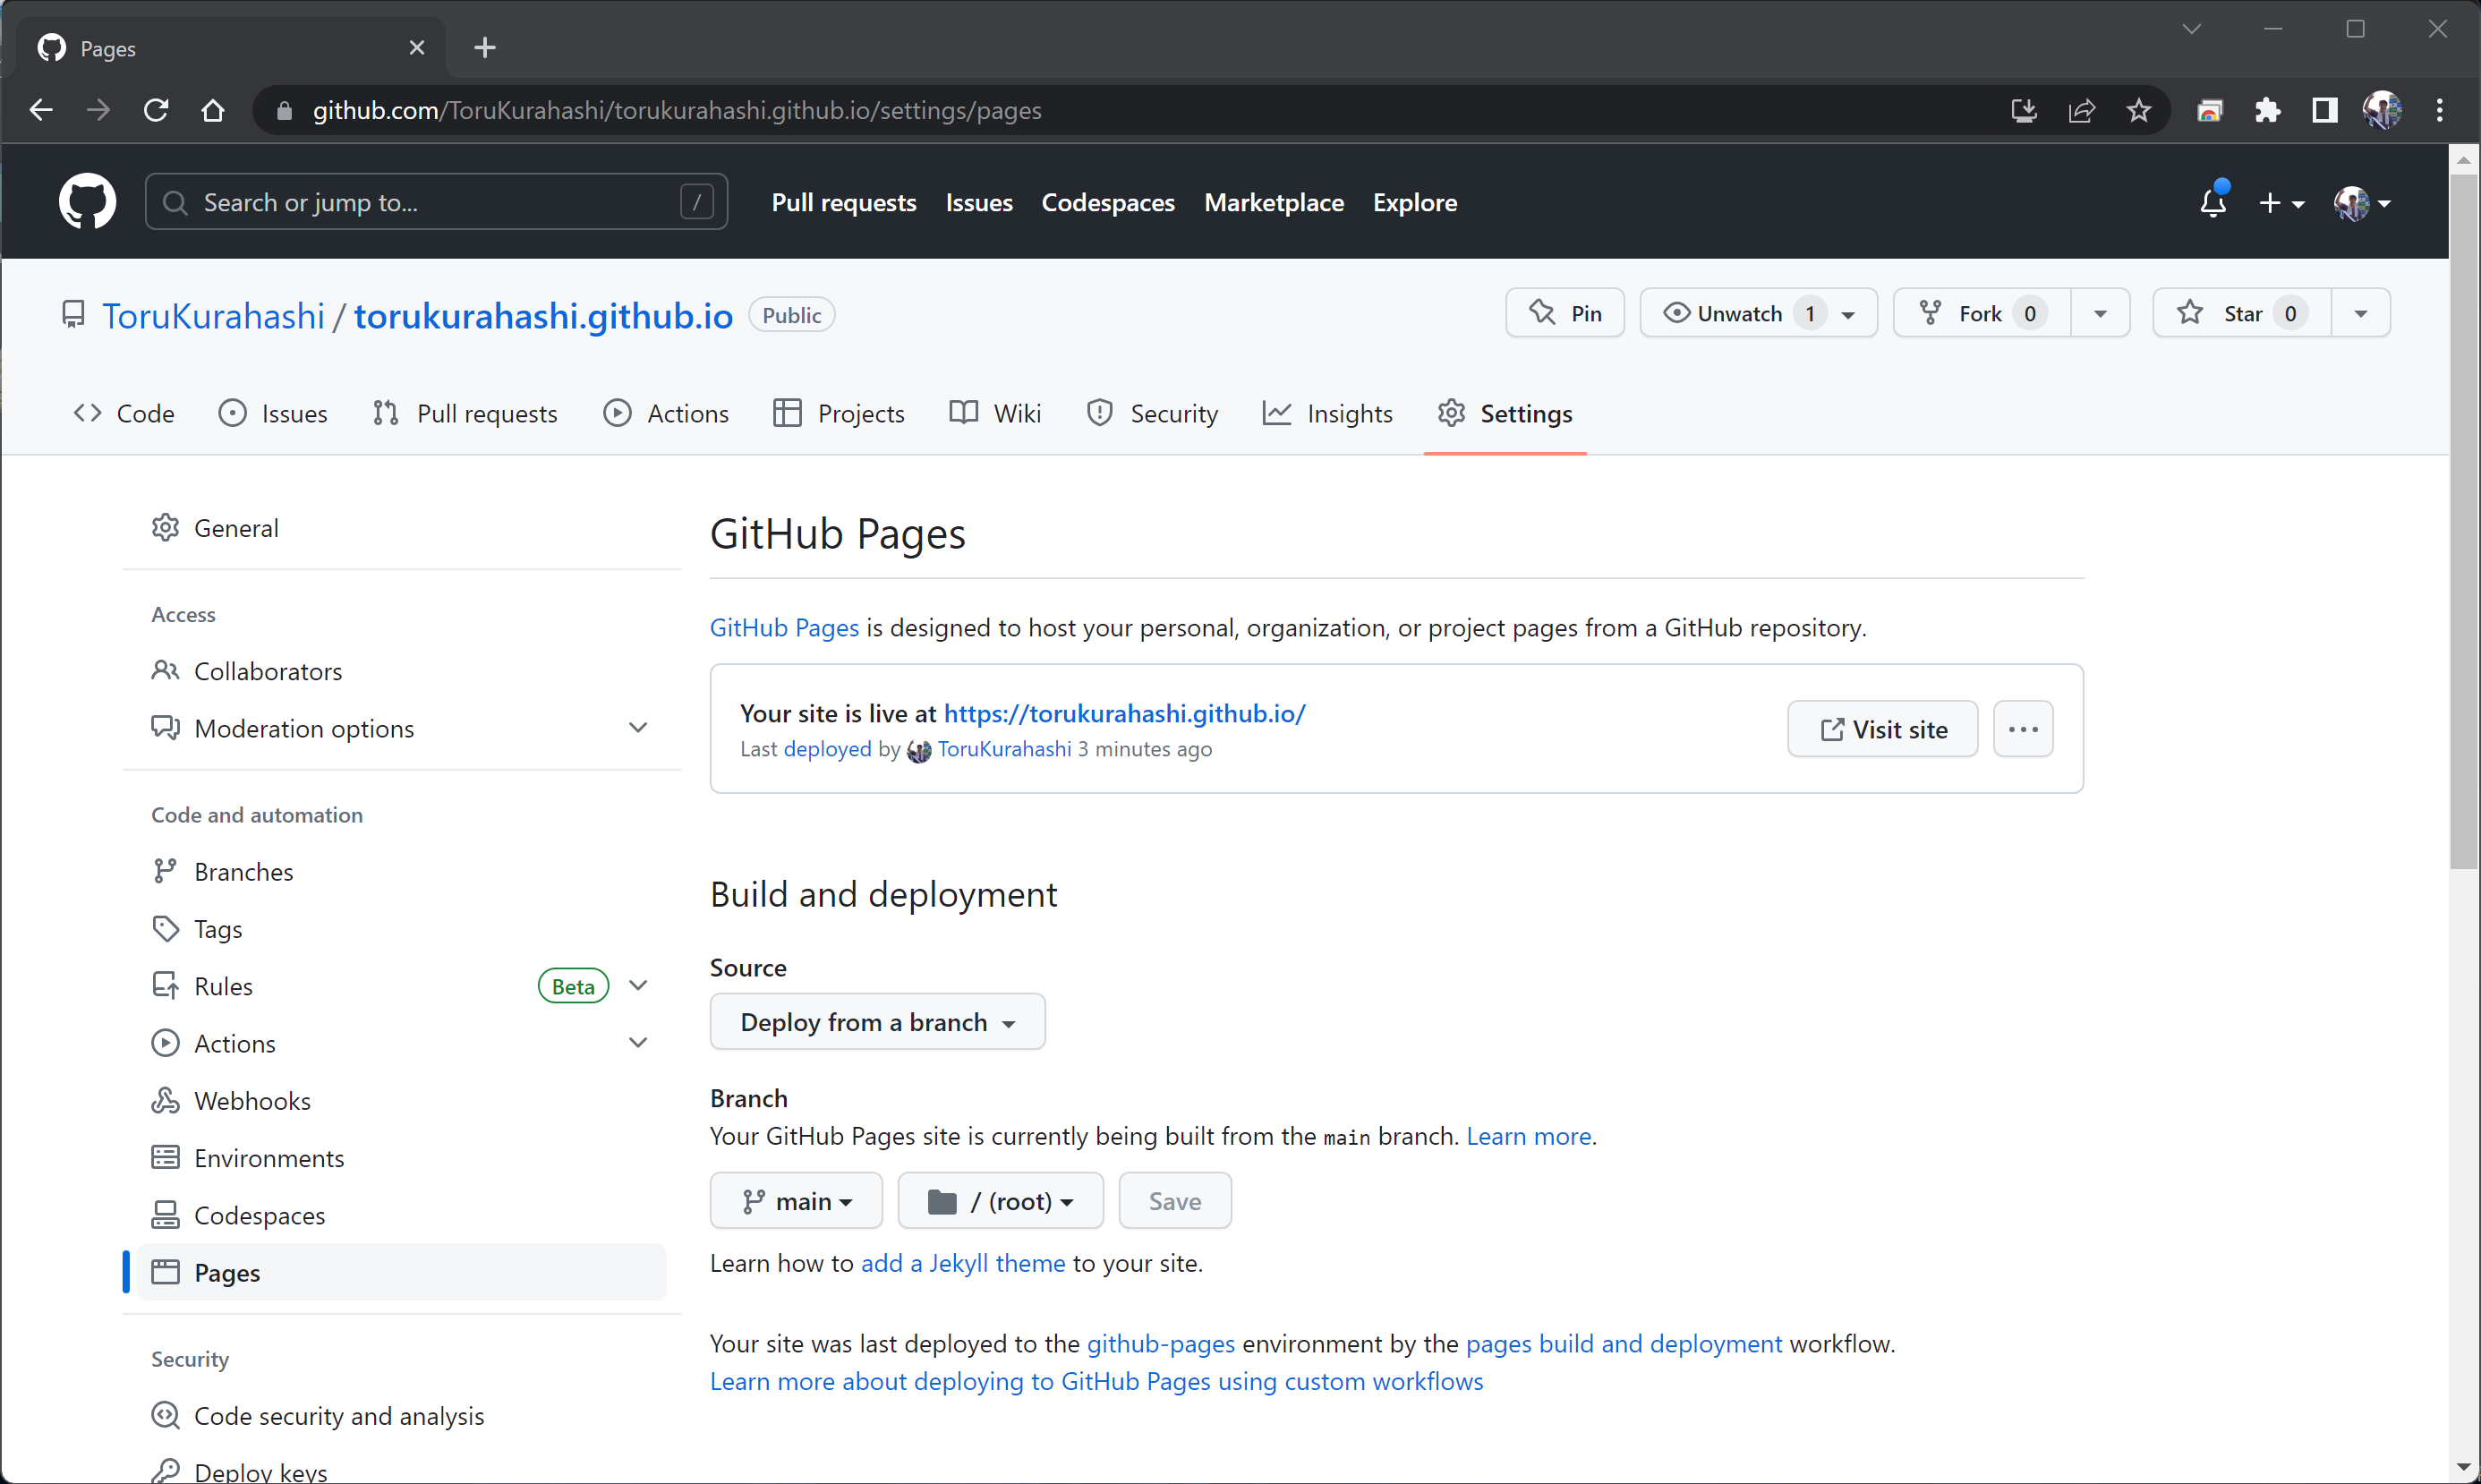 Pages
github.com/ToruKurahashi/torukurahashi.github.io/settings/pages
Search or jump to...
/
Pull requests
Issues
Codespaces
Marketplace
Explore
ToruKurahashi / torukurahashi.github.io
Public
Pin
Unwatch 1
Fork 0
Star 0
Code
Issues
Pull requests
Actions
Projects
Wiki
Security
Insights
Settings
General
Access
Collaborators
Moderation options
Code and automation
Branches
Tags
Rules
Beta
Actions
Webhooks
Environments
Codespaces
Pages
Security
Code security and analysis
Deploy keys
GitHub Pages
GitHub Pages is designed to host your personal, organization, or project pages from a GitHub repository.
Your site is live at https://torukurahashi.github.io/
Last deployed by ToruKurahashi 3 minutes ago
Visit site
Build and deployment
Source
Deploy from a branch
Branch
Your GitHub Pages site is currently being built from the main branch. Learn more.
main
/ (root)
Save
Learn how to add a Jekyll theme to your site.
Your site was last deployed to the github-pages environment by the pages build and deployment workflow.
Learn more about deploying to GitHub Pages using custom workflows